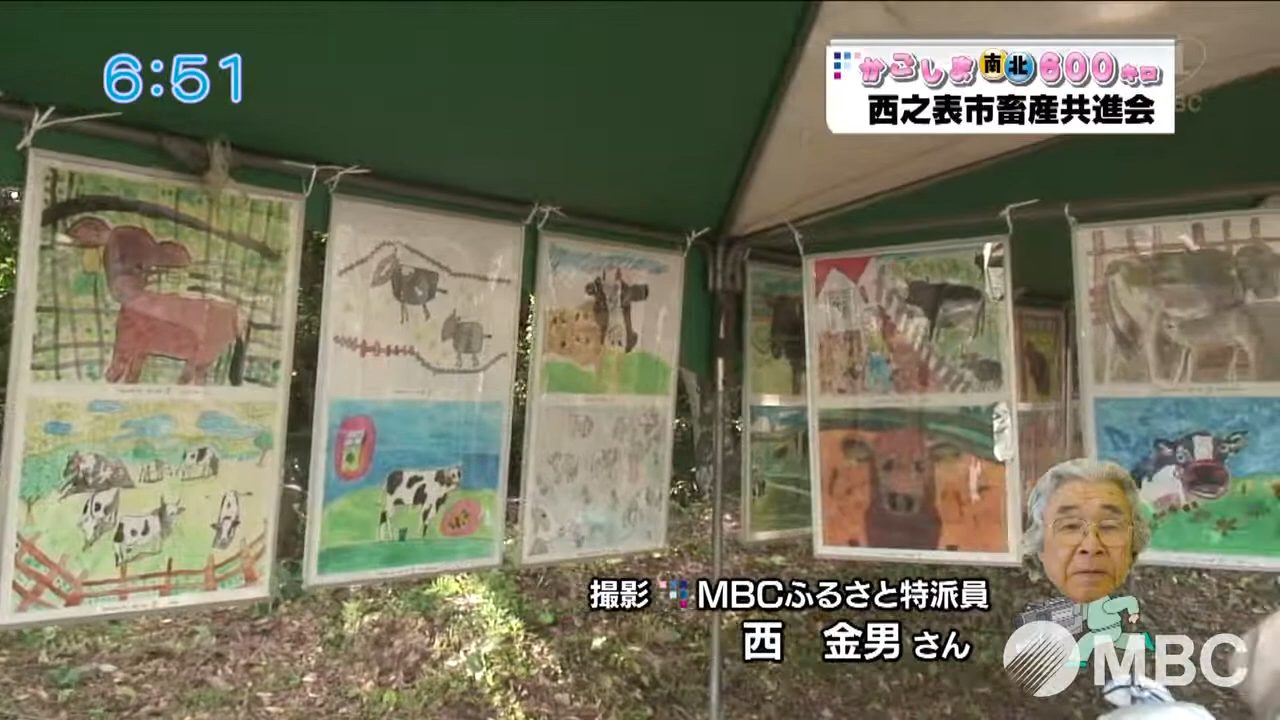 6:51
かごしま南北600キロ
西之表市畜産共進会
撮影 MBCふるさと特派員
西 金男さん
MBC